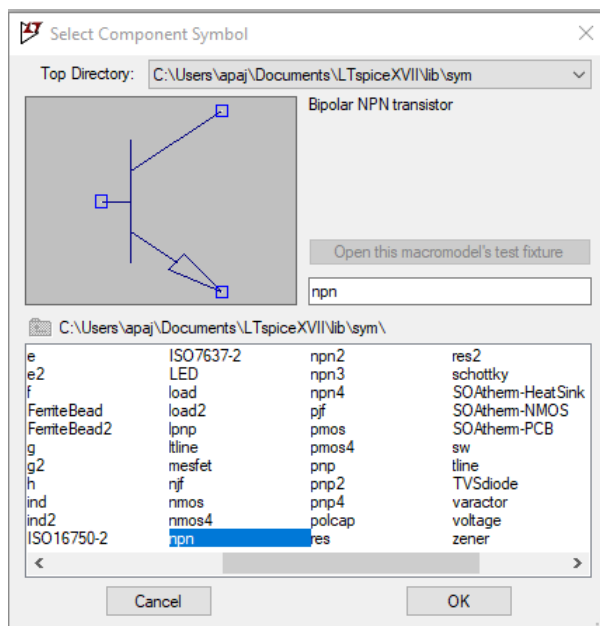 Select Component Symbol
Top Directory: C:\Users\apaj\Documents\LTspiceXVII\lib\sym
Bipolar NPN transistor
Open this macromodel's test fixture
npn
C:\Users\apaj\Documents\LTspiceXVII\lib\sym\
e ISO7637-2 npn2 res2
e2 LED npn3 schottky
f load npn4 SOAtherm-HeatSink
FerriteBead load2 pjf SOAtherm-NMOS
FerriteBead2 lpnp pmos SOAtherm-PCB
g ltline pmos4 sw
g2 mesfet pnp tline
h njf pnp2 TVSdiode
ind nmos pnp4 varactor
ind2 nmos4 polcap voltage
ISO16750-2 npn res zener
Cancel OK